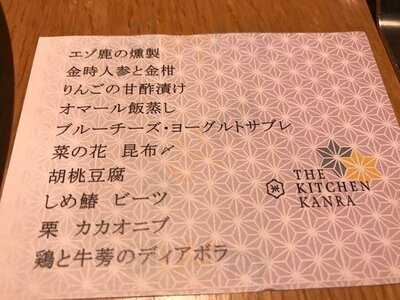 エゾ鹿の燻製
金時人参と金柑
りんごの甘酢漬け
オマール飯蒸し
ブルーチーズ・ヨーグルトサブレ
菜の花 昆布〆
胡桃豆腐
しめ鰆 ビーツ
栗 カカオニブ
鶏と牛蒡のディアボラ
THE
KITCHEN
KANRA